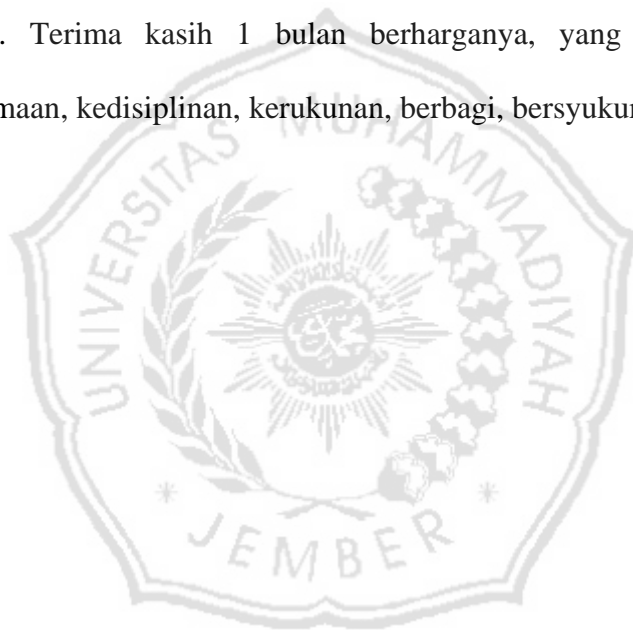 . Terima kasih 1 bulan berharganya, yang
maan, kedisiplinan, kerukunan, berbagi, bersyukur
UNIVERSITAS MUHAMMADIYAH
JEMBER